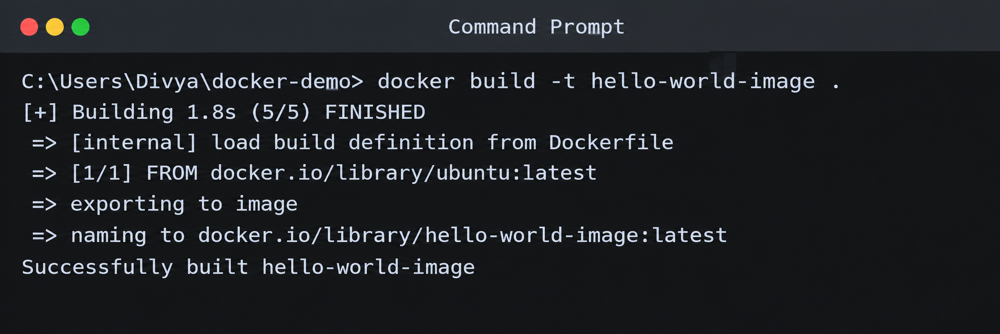 Command Prompt
C:\Users\Divya\docker-demo> docker build -t hello-world-image .
[+] Building 1.8s (5/5) FINISHED
=> [internal] load build definition from Dockerfile
=> [1/1] FROM docker.io/library/ubuntu:latest
=> exporting to image
=> naming to docker.io/library/hello-world-image:latest
Successfully built hello-world-image